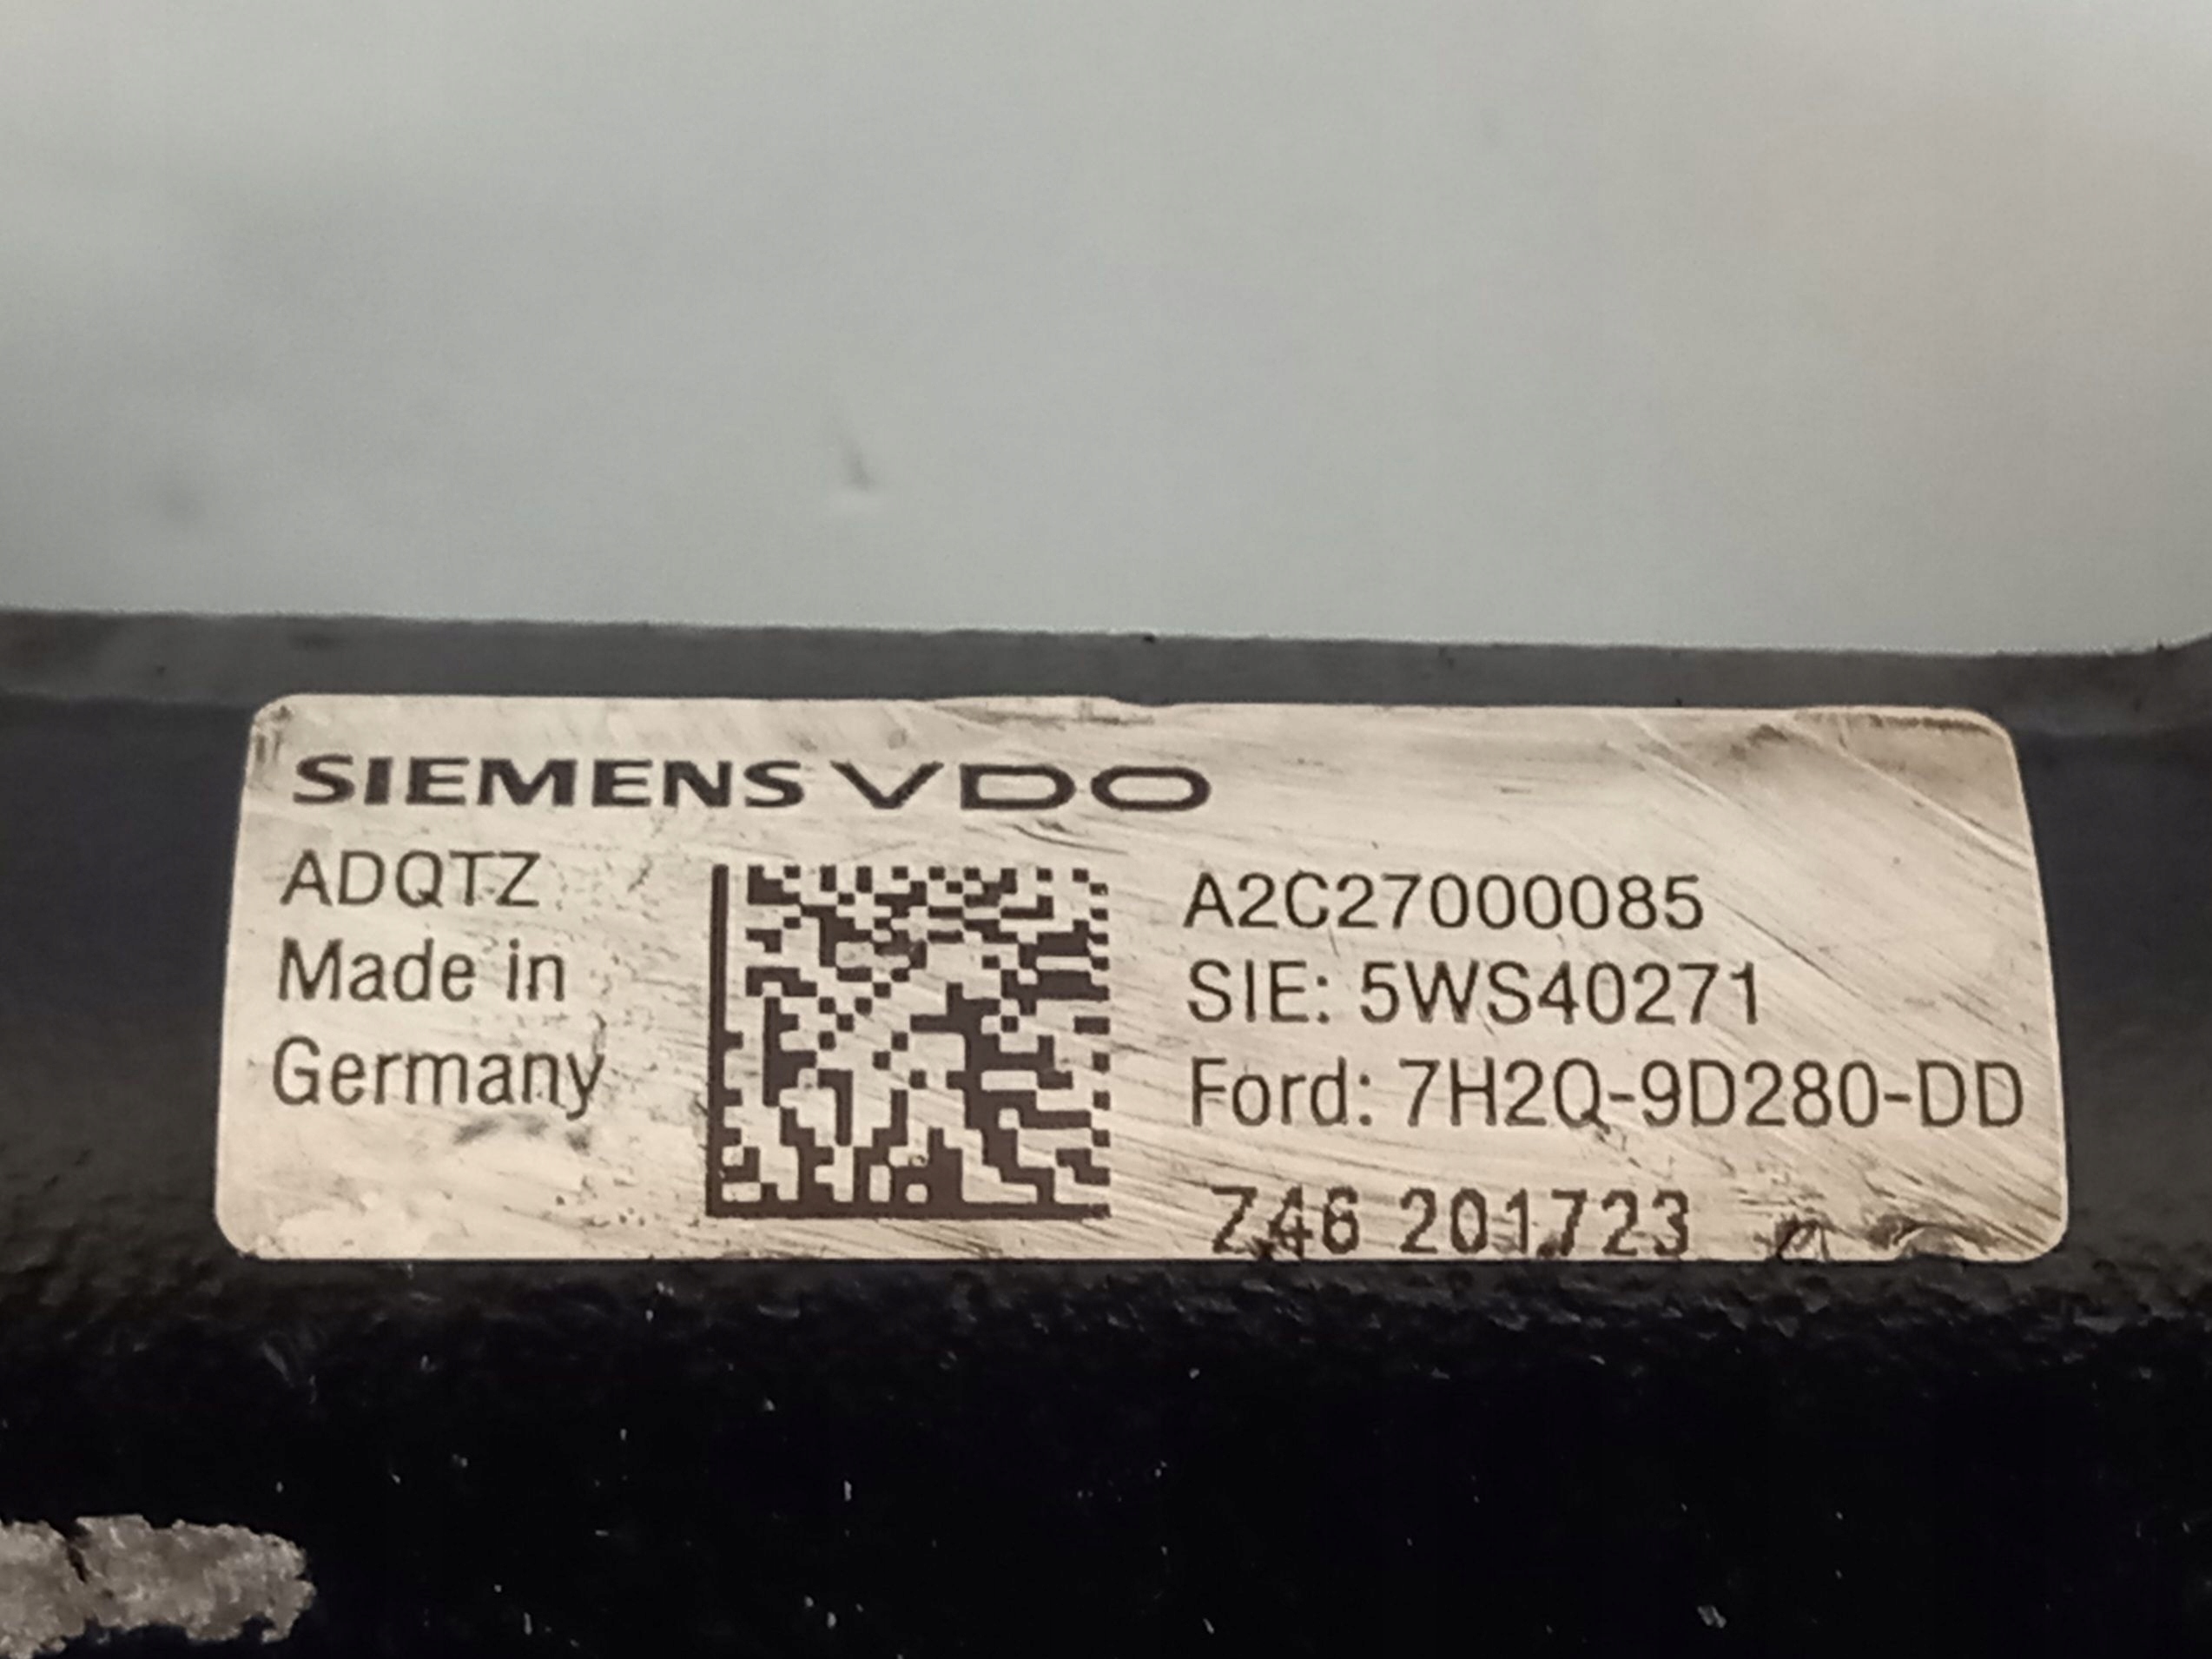 SIEMENS VDO
ADQTZ
Made in
Germany
A2C27000085
SIE: 5WS40271
Ford: 7H2Q-9D280-DD
Z46 201723